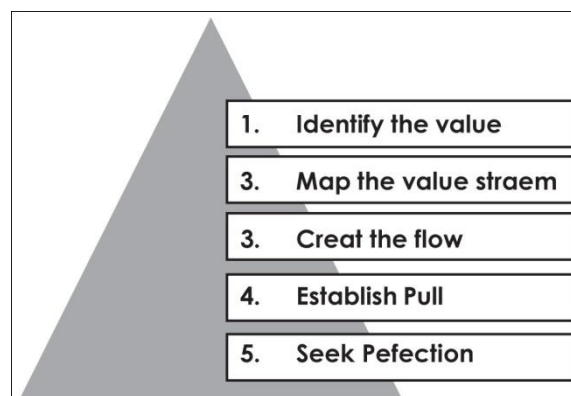 1. Identify the value
3. Map the value straem
3. Creat the flow
4. Establish Pull
5. Seek Pefection